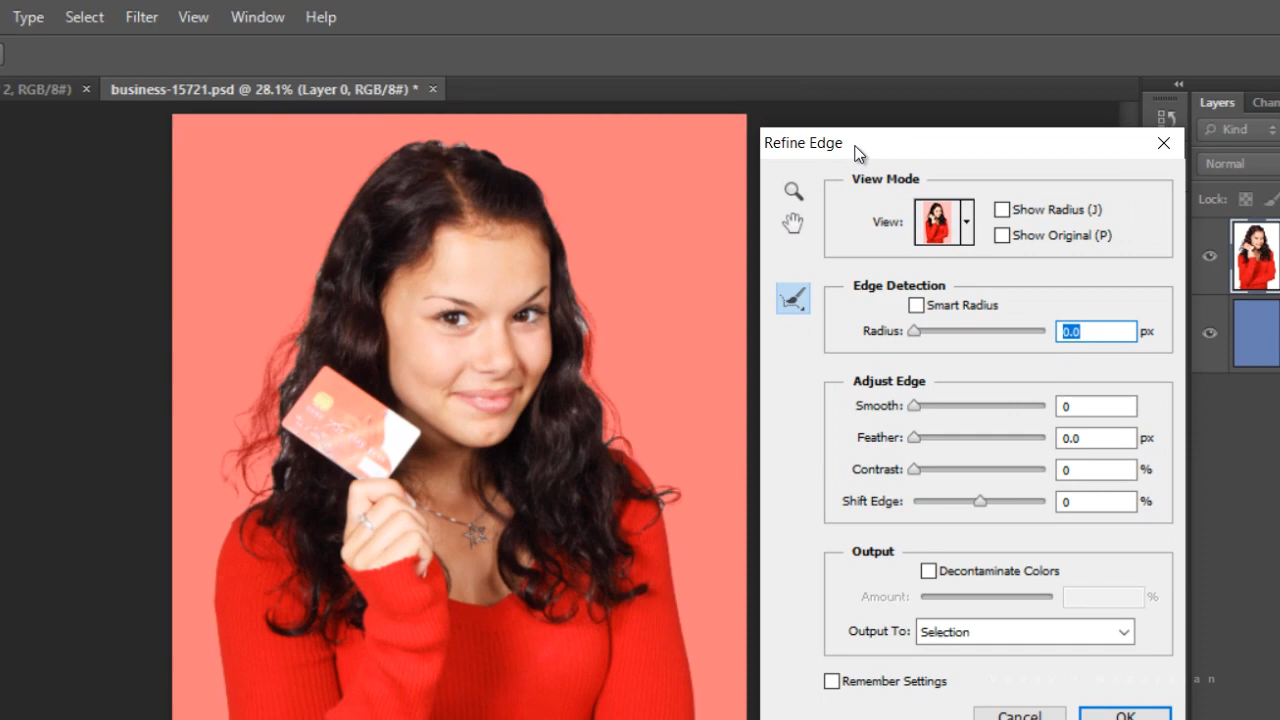 Type Select Filter View Window Help
2, RGB/8#) × business-15721.psd @ 28.1% (Layer 0, RGB/8#) * ×
Layers
Kind
Normal
Lock:
Refine Edge
View Mode
View:
Show Radius (J)
Show Original (P)
Edge Detection
Smart Radius
Radius: 0.0 px
Adjust Edge
Smooth: 0
Feather: 0.0 px
Contrast: 0 %
Shift Edge: 0 %
Output
Decontaminate Colors
Amount: %
Output To: Selection
Remember Settings
Cancel OK